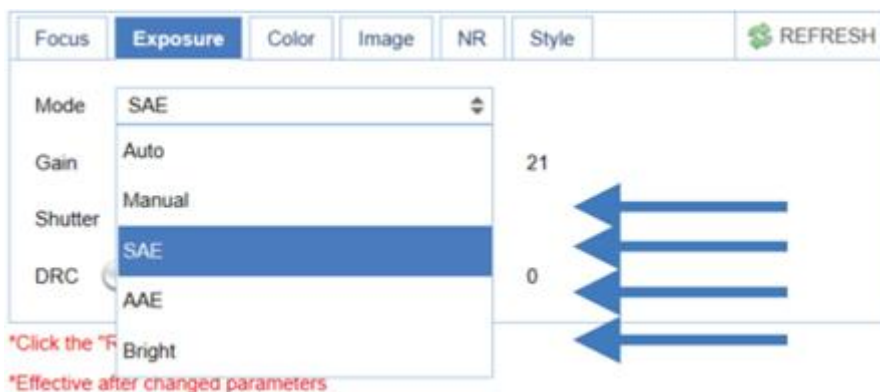 Focus Exposure Color Image NR Style REFRESH
Mode SAE
Auto
Gain 21
Manual
Shutter
SAE
DRC 0
AAE
*Click the "R
Bright
*Effective after changed parameters